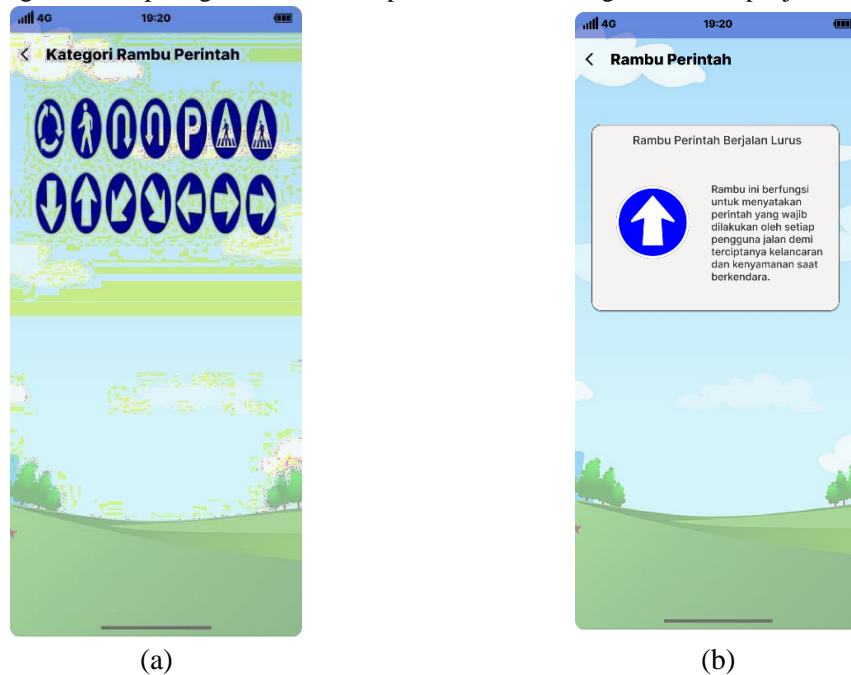 4G 19:20
Kategori Rambu Perintah
P
(a)
4G 19:20
Rambu Perintah
Rambu Perintah Berjalan Lurus
Rambu ini berfungsi
untuk menyatakan
perintah yang wajib
dilakukan oleh setiap
pengguna jalan demi
terciptanya kelancaran
dan kenyamanan saat
berkendara.
(b)